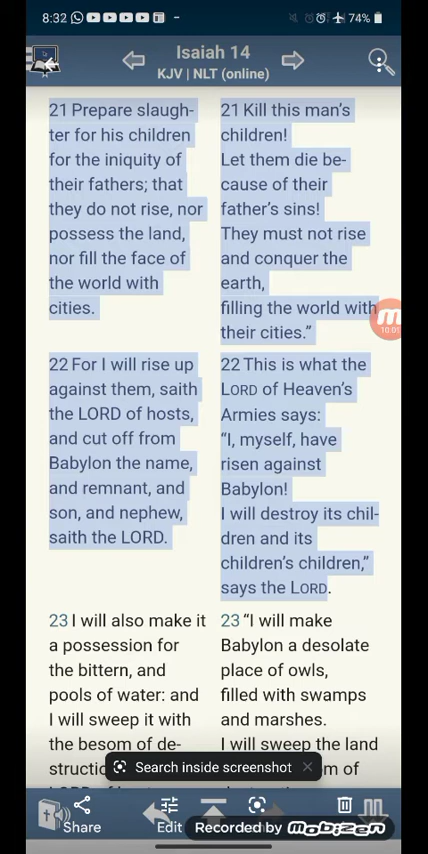 8:32
74%
Isaiah 14
KJV | NLT (online)
21 Prepare slaugh-
ter for his children
for the iniquity of
their fathers; that
they do not rise, nor
possess the land,
nor fill the face of
the world with
cities.
22 For I will rise up
against them, saith
the LORD of hosts,
and cut off from
Babylon the name,
and remnant, and
son, and nephew,
saith the LORD.
23 I will also make it
a possession for
the bittern, and
pools of water: and
I will sweep it with
the besom of de-
structio
21 Kill this man's
children!
Let them die be-
cause of their
father's sins!
They must not rise
and conquer the
earth,
filling the world with
their cities.”
22 This is what the
LORD of Heaven's
Armies says:
“I, myself, have
risen against
Babylon!
I will destroy its chil-
dren and its
children's children,”
says the LORD.
23 “I will make
Babylon a desolate
place of owls,
filled with swamps
and marshes.
I will sweep the land
m of
10:01
Search inside screenshot
Share
Edit
Recorded by Mobizen